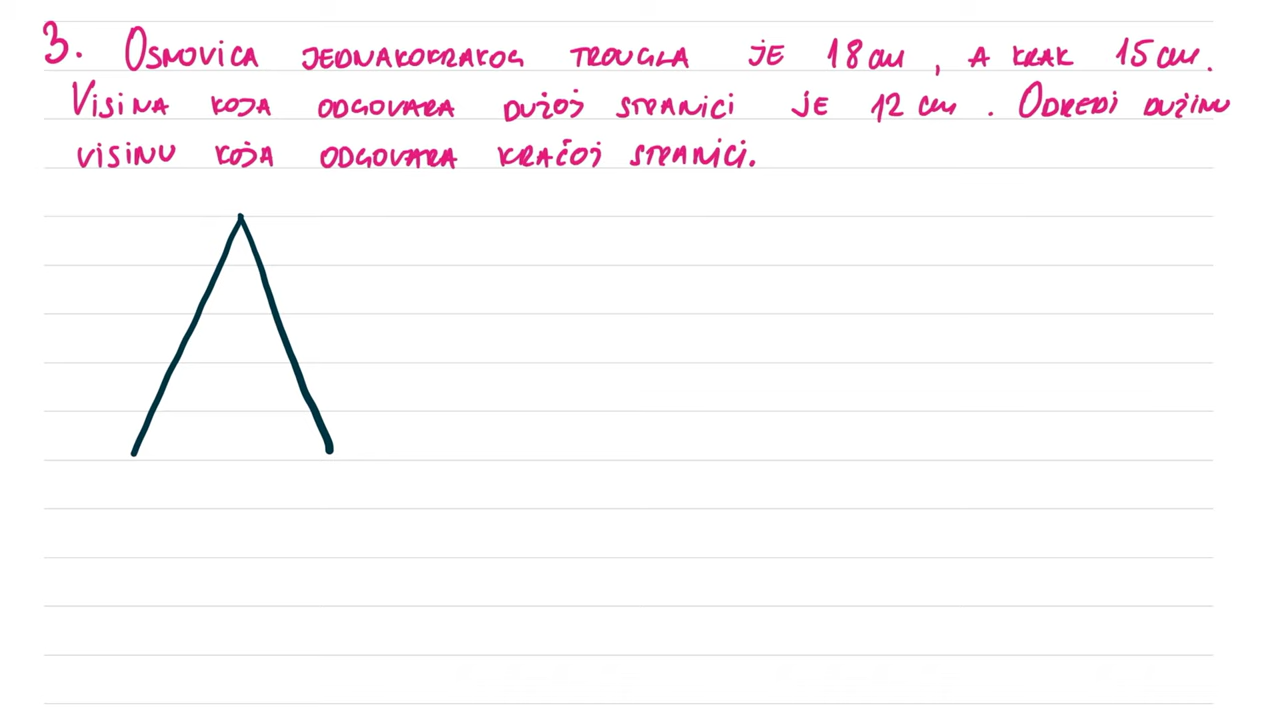 3. OSNOVICA JEDNAKOKRAKOG TROUGLA JE 18 cm, A KRAK 15 cm.
VISINA KOJA ODGOVARA DUŽOJ STRANICI JE 12 cm. ODREDI DUŽINU
VISINU KOJA ODGOVARA KRAĆOJ STRANICI.